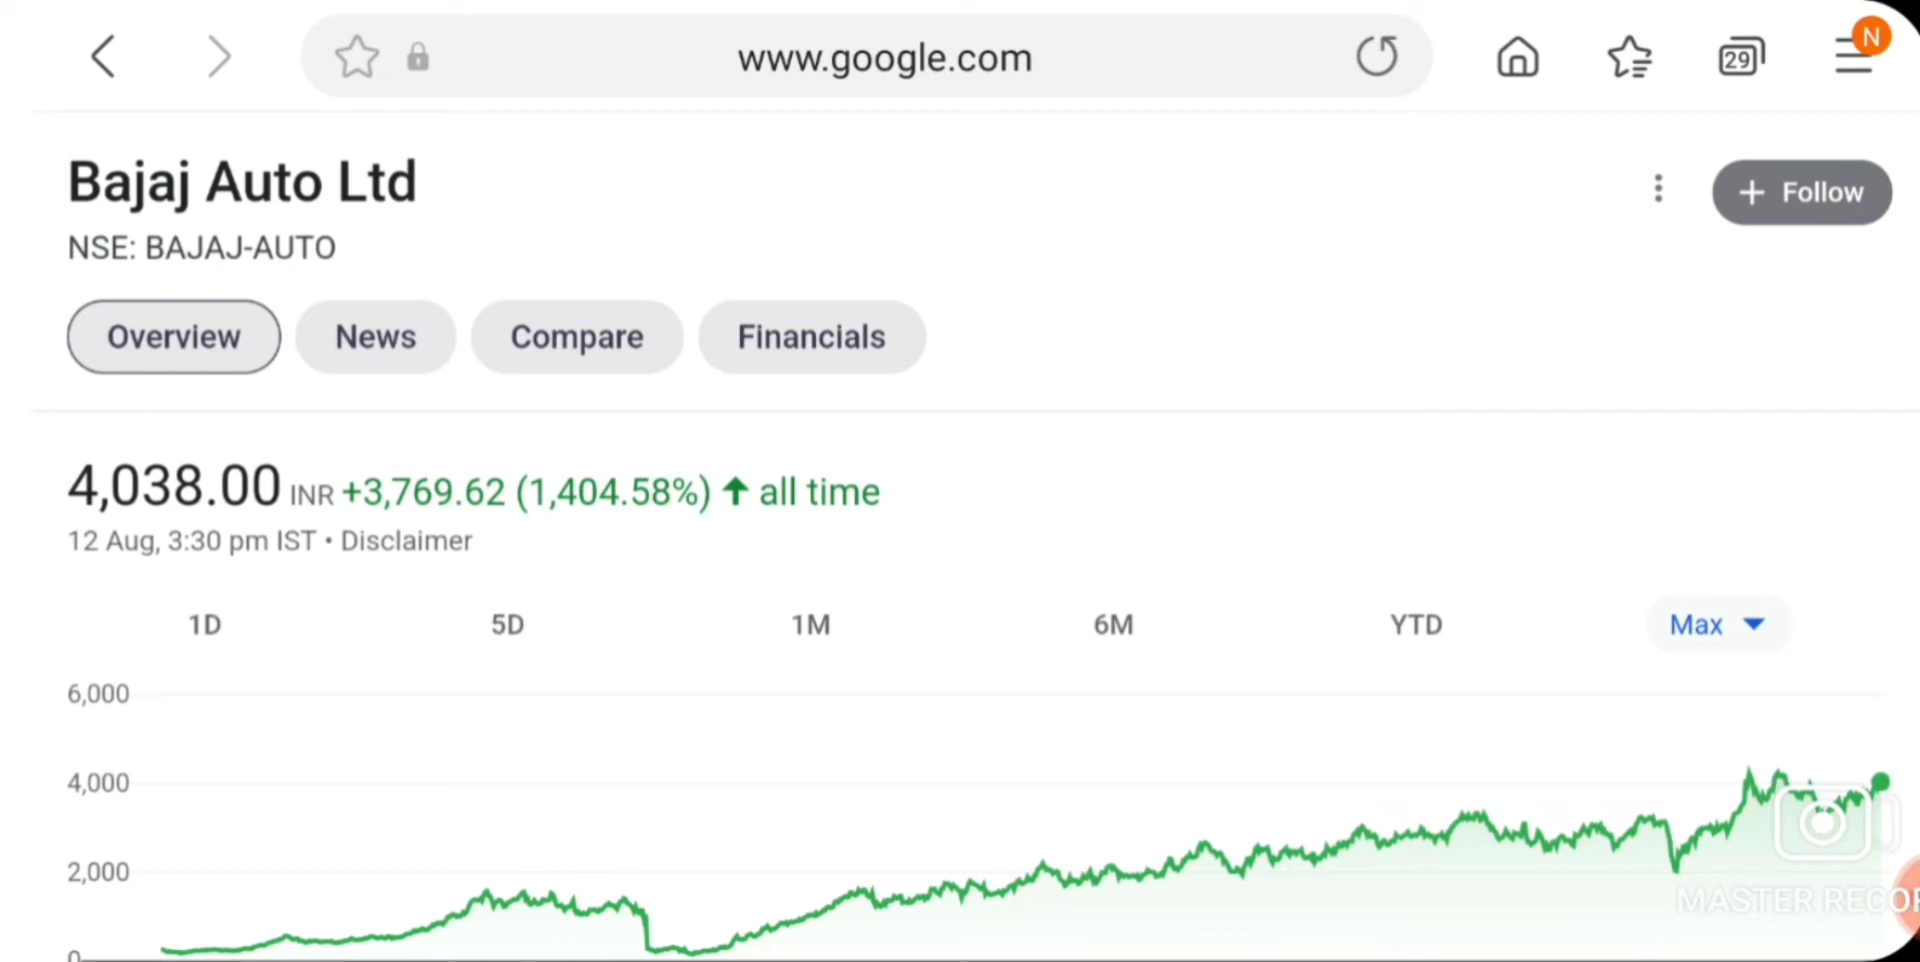 www.google.com
29
N
Bajaj Auto Ltd
+ Follow
NSE: BAJAJ-AUTO
Overview
News
Compare
Financials
4,038.00 INR +3,769.62 (1,404.58%) ↑ all time
12 Aug, 3:30 pm IST • Disclaimer
1D
5D
1M
6M
YTD
Max
6,000
4,000
2,000
0
MASTER RECOR